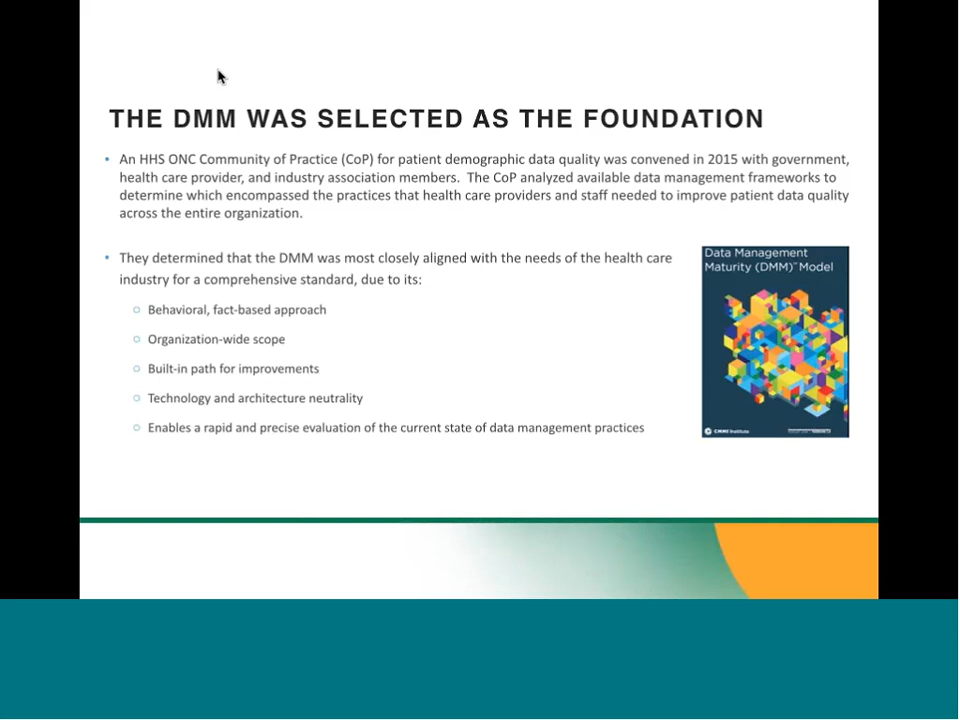 THE DMM WAS SELECTED AS THE FOUNDATION
• An HHS ONC Community of Practice (CoP) for patient demographic data quality was convened in 2015 with government,
health care provider, and industry association members.  The CoP analyzed available data management frameworks to
determine which encompassed the practices that health care providers and staff needed to improve patient data quality
across the entire organization.
• They determined that the DMM was most closely aligned with the needs of the health care
industry for a comprehensive standard, due to its:
○ Behavioral, fact-based approach
○ Organization-wide scope
○ Built-in path for improvements
○ Technology and architecture neutrality
○ Enables a rapid and precise evaluation of the current state of data management practices
Data Management
Maturity (DMM)℠ Model
CMMI Institute